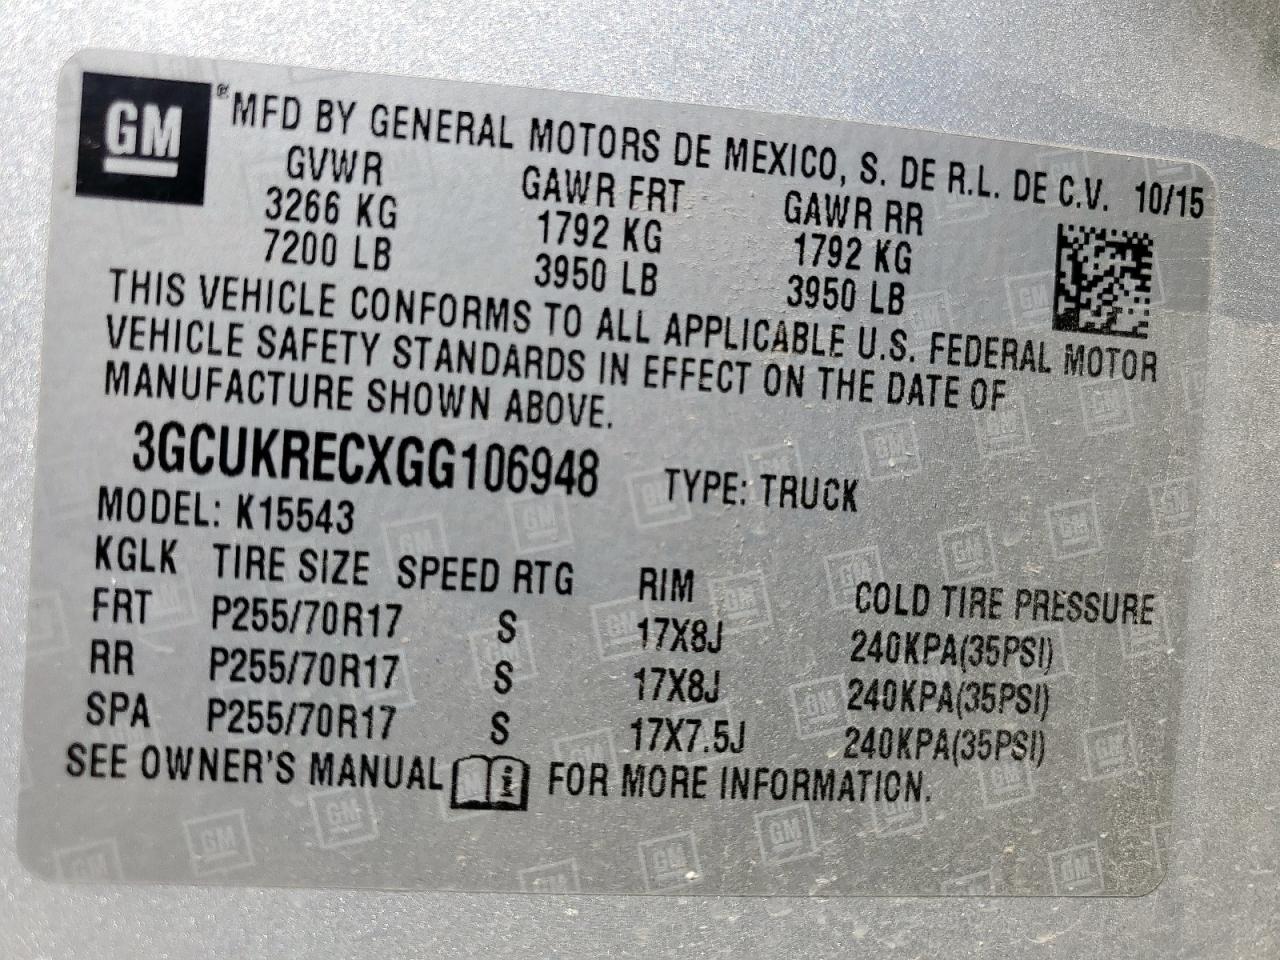 GM ® MFD BY GENERAL MOTORS DE MEXICO, S. DE R.L. DE C.V. 10/15
GVWR GAWR FRT GAWR RR
3266 KG 1792 KG 1792 KG
7200 LB 3950 LB 3950 LB
THIS VEHICLE CONFORMS TO ALL APPLICABLE U.S. FEDERAL MOTOR
VEHICLE SAFETY STANDARDS IN EFFECT ON THE DATE OF
MANUFACTURE SHOWN ABOVE.
3GCUKRECXGG106948 TYPE: TRUCK
MODEL: K15543
KGLK TIRE SIZE SPEED RTG RIM COLD TIRE PRESSURE
FRT P255/70R17 S 17X8J 240KPA(35PSI)
RR P255/70R17 S 17X8J 240KPA(35PSI)
SPA P255/70R17 S 17X7.5J 240KPA(35PSI)
SEE OWNER'S MANUAL FOR MORE INFORMATION.